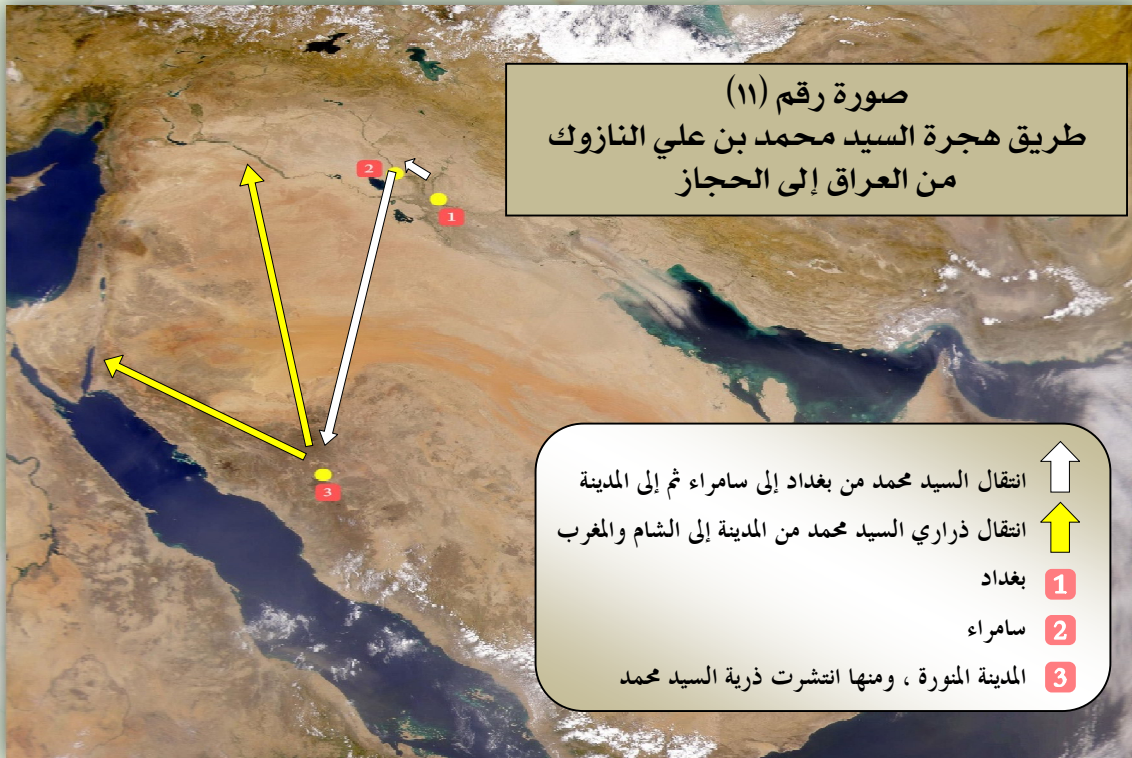 صورة رقم (١١)
طريق هجرة السيد محمد بن علي النازوك
من العراق إلى الحجاز
2
1
3
انتقال السيد محمد من بغداد إلى سامراء ثم إلى المدينة
انتقال ذراري السيد محمد من المدينة إلى الشام والمغرب
1 بغداد
2 سامراء
3 المدينة المنورة ، ومنها انتشرت ذرية السيد محمد